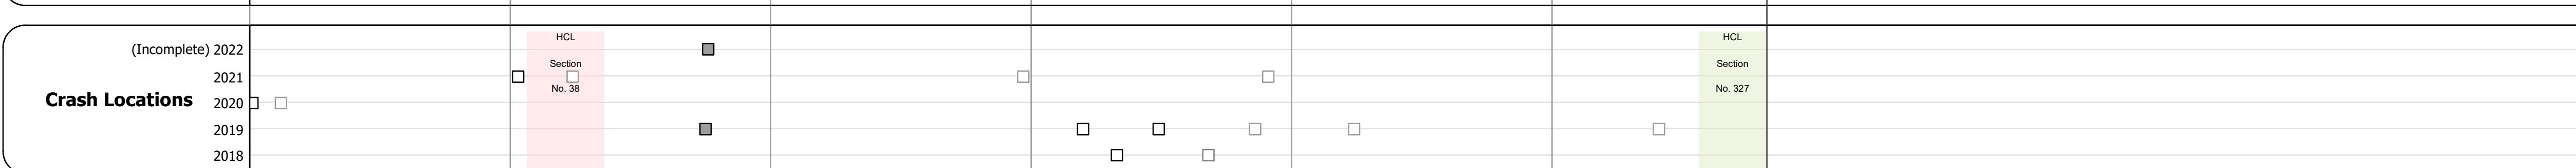 HCL
HCL
(Incomplete) 2022
Section
Section
2021
No. 38
No. 327
Crash Locations
2020
2019
2018